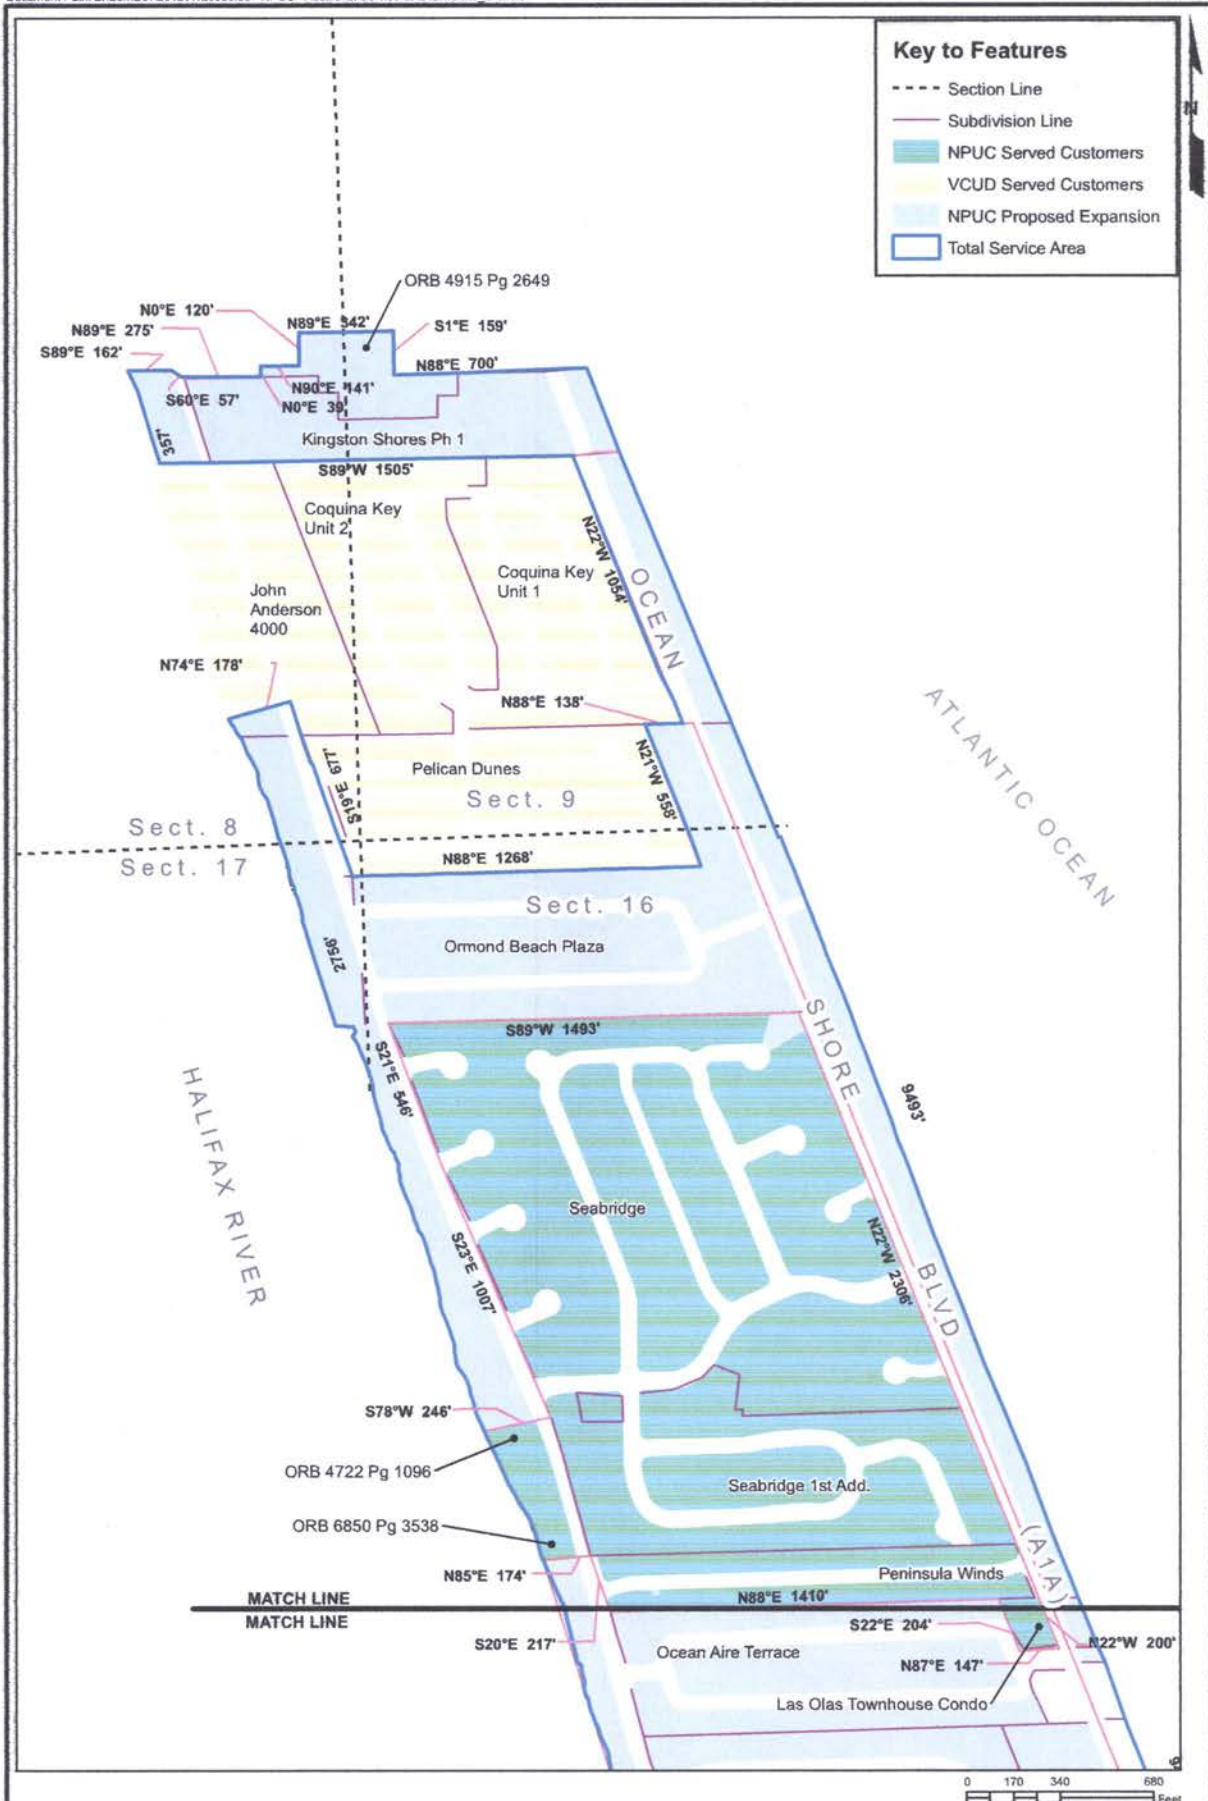 Key to Features
Section Line
Subdivision Line
NPUC Served Customers
VCUD Served Customers
NPUC Proposed Expansion
Total Service Area
N
ORB 4915 Pg 2649
N0°E 120'
N89°E 342'
S1°E 159'
N89°E 275'
S89°E 162'
N88°E 700'
N90°E 141'
S60°E 57'
N0°E 39'
357'
Kingston Shores Ph 1
S89°W 1505'
Coquina Key
Unit 2
N22°W 1054'
Coquina Key
Unit 1
OCEAN
John
Anderson
4000
N74°E 178'
N88°E 138'
ATLANTIC OCEAN
S19°E 677'
N21°W 558'
Pelican Dunes
Sect. 9
Sect. 8
Sect. 17
N88°E 1268'
Sect. 16
Ormond Beach Plaza
2756'
S89°W 1493'
SHORE
S21°E 546'
HALIFAX RIVER
9493'
Seabridge
S23°E 1007'
N22°W 2306'
BLVD
S78°W 246'
ORB 4722 Pg 1096
Seabridge 1st Add.
ORB 6850 Pg 3538
(A1A)
N85°E 174'
Peninsula Winds
MATCH LINE
N88°E 1410'
MATCH LINE
S22°E 204'
S20°E 217'
N22°W 200'
Ocean Aire Terrace
N87°E 147'
Las Olas Townhouse Condo
0 170 340 680
Feet